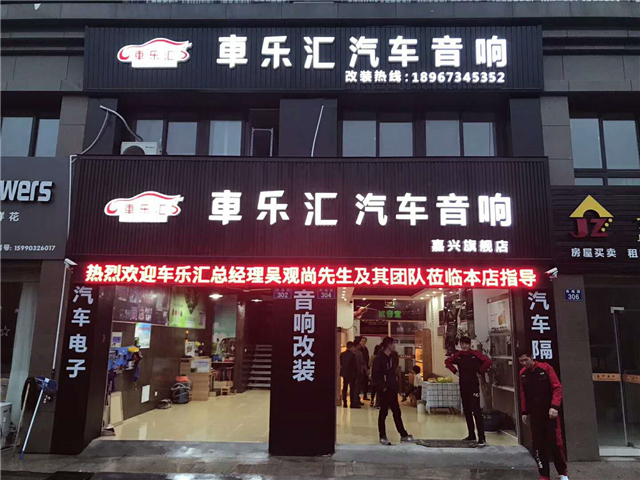 車乐汇
車乐汇 汽车音响
改装热线:18967345352
車乐汇
車乐汇 汽车音响
嘉兴旗舰店
热烈欢迎车乐汇总经理吴观尚先生及其团队莅临本店指导
wers
鲜花
15990326017
JZ
房屋买卖 租
302
304
306
汽车电子
音响改装
汽车隔